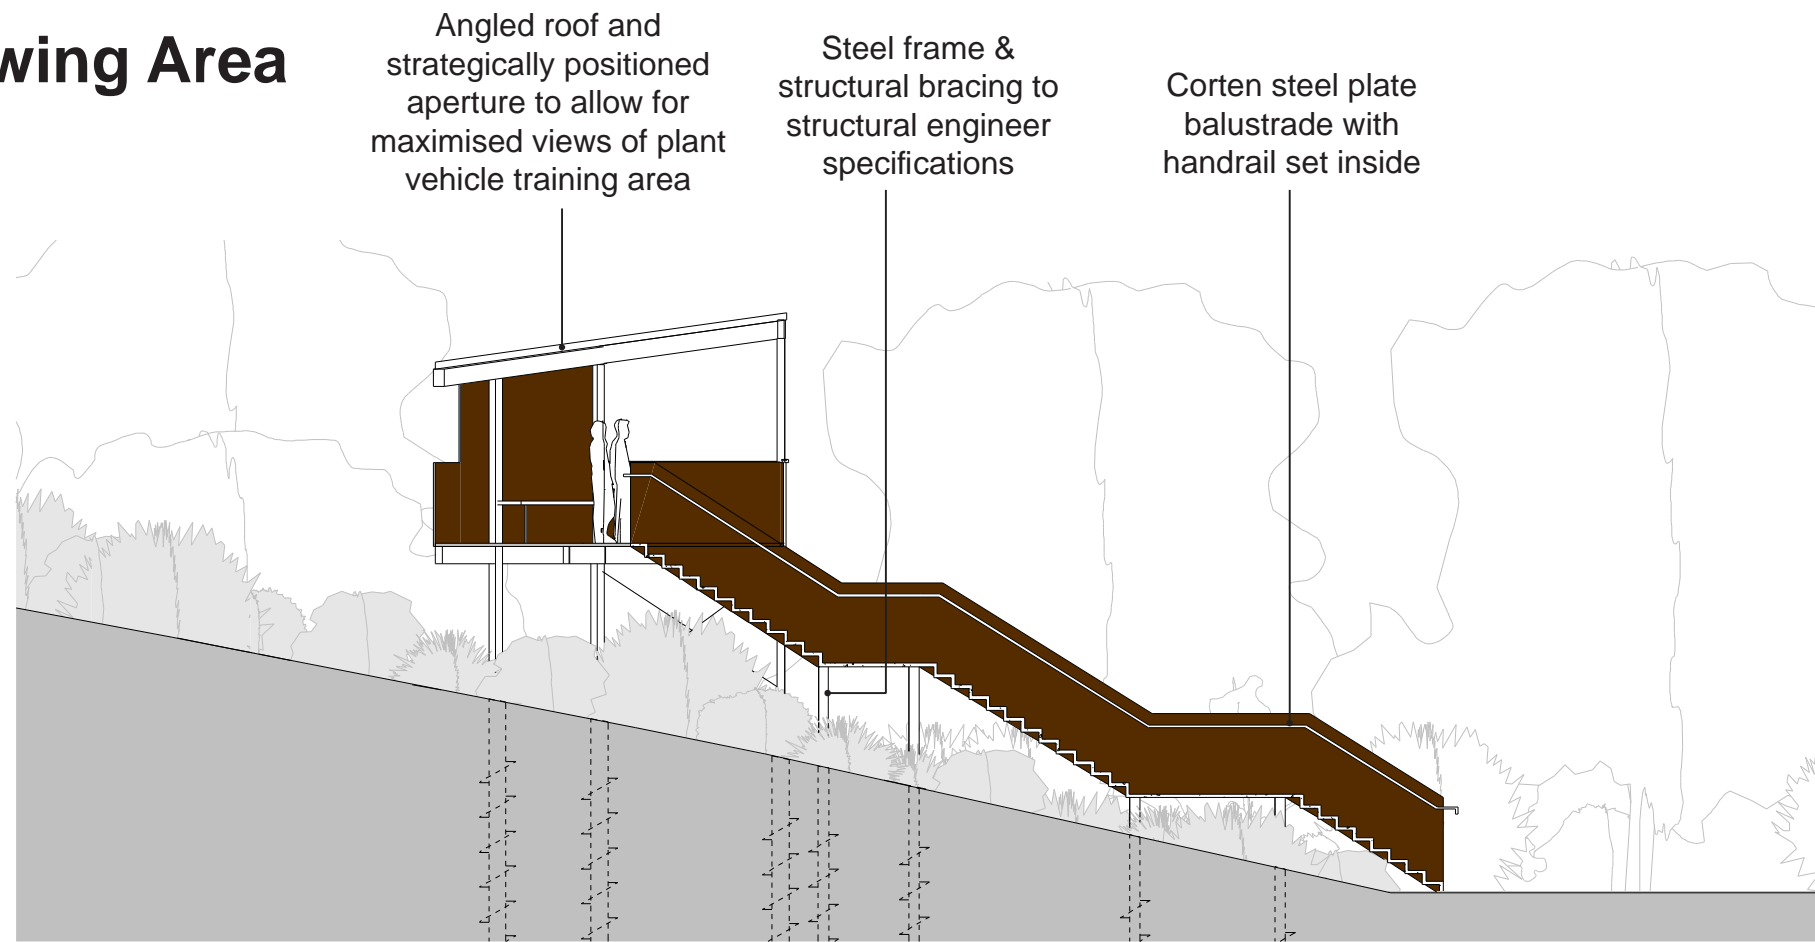 wing Area
Angled roof and
strategically positioned
aperture to allow for
maximised views of plant
vehicle training area
Steel frame &
structural bracing to
structural engineer
specifications
Corten steel plate
balustrade with
handrail set inside